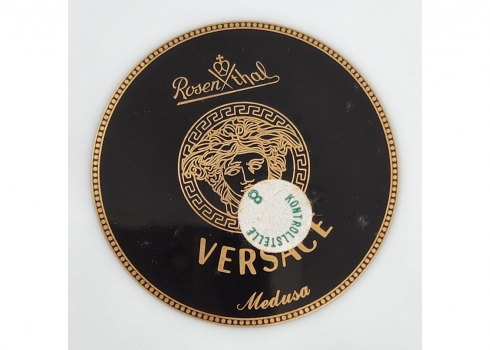 Rosenthal
KONTROLLSTELLE
8
VERSACE
Medusa